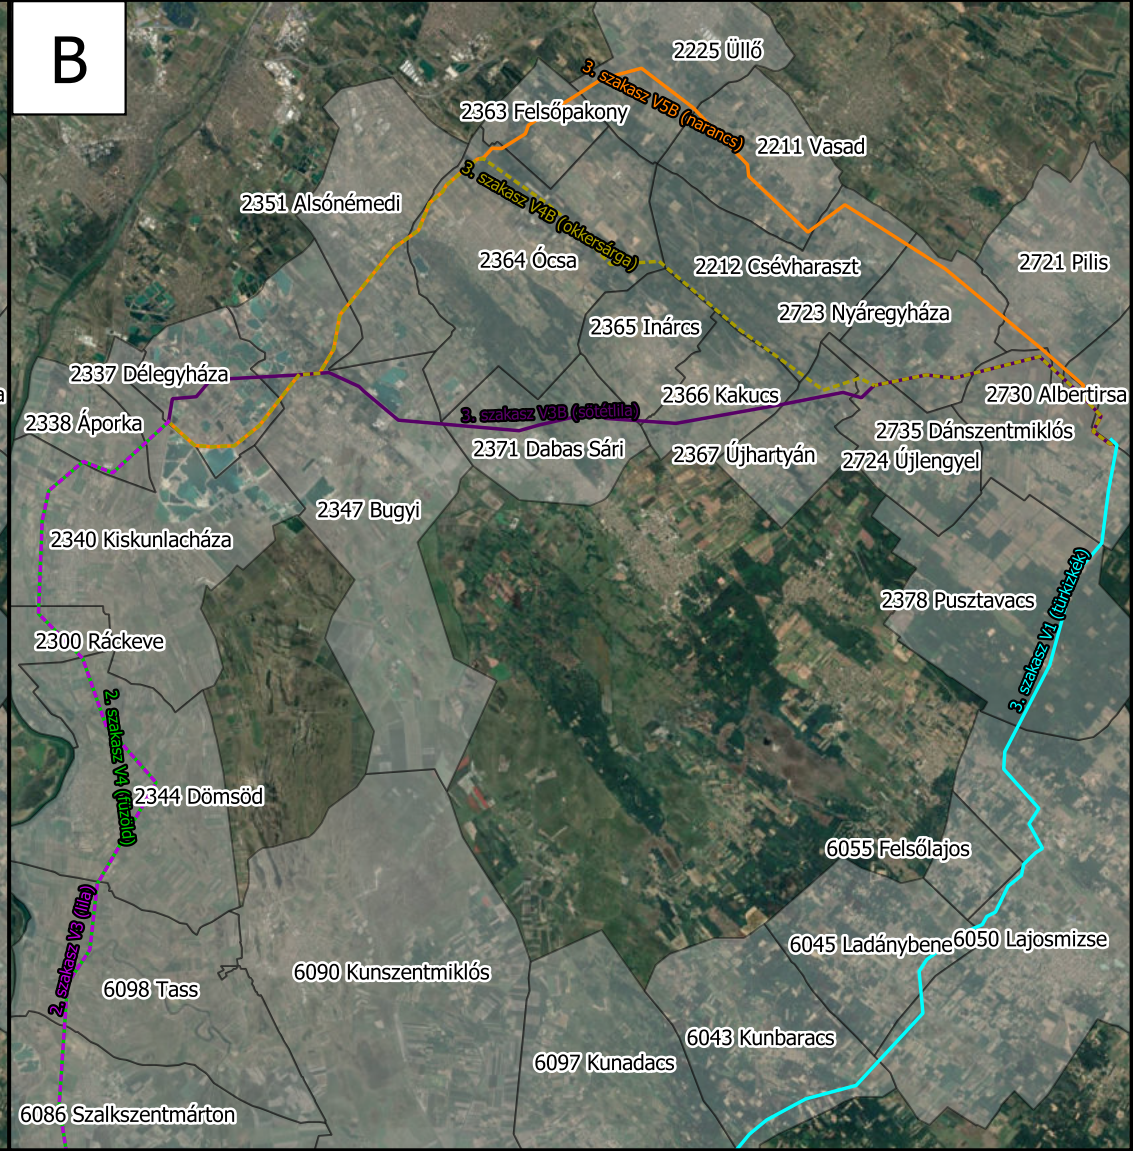 B
2225 Üllő
3. szakasz V5B (narancs)
2363 Felsőpakony
2211 Vasad
3. szakasz V4B (okkersárga)
2351 Alsónémedi
2364 Ócsa
2212 Csévharaszt
2721 Pilis
2723 Nyáregyháza
2365 Inárcs
2337 Délegyháza
2366 Kakucs
2730 Albertirsa
a
3. szakasz V3B (sötétlila)
2338 Áporka
2735 Dánszentmiklós
2371 Dabas Sári
2367 Újhartyán
2724 Újlengyel
2347 Bugyi
2340 Kiskunlacháza
3. szakasz V1 (türkizkék)
2378 Pusztavacs
2300 Ráckeve
2. szakasz V4 (fűzöld)
2344 Dömsöd
6055 Felsőlajos
2. szakasz V3 (lila)
6045 Ladánybene
6050 Lajosmizse
6090 Kunszentmiklós
6098 Tass
6043 Kunbaracs
6097 Kunadacs
6086 Szalkszentmárton